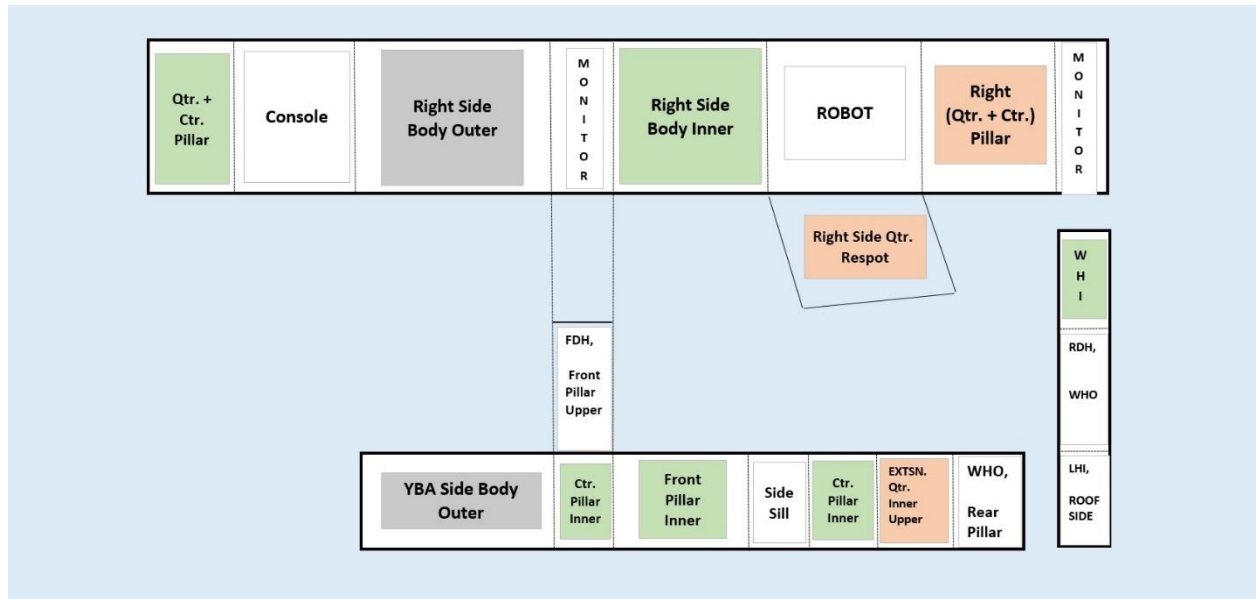 Qtr. +
Ctr.
Pillar
Console
Right Side
Body Outer
M
O
N
I
T
O
R
Right Side
Body Inner
ROBOT
Right
(Qtr. + Ctr.)
Pillar
M
O
N
I
T
O
R
Right Side Qtr.
Respot
W
H
I
FDH,
Front
Pillar
Upper
RDH,
WHO
LHI,
ROOF
SIDE
YBA Side Body
Outer
Ctr.
Pillar
Inner
Front
Pillar
Inner
Side
Sill
Ctr.
Pillar
Inner
EXTSN.
Qtr.
Inner
Upper
WHO,
Rear
Pillar